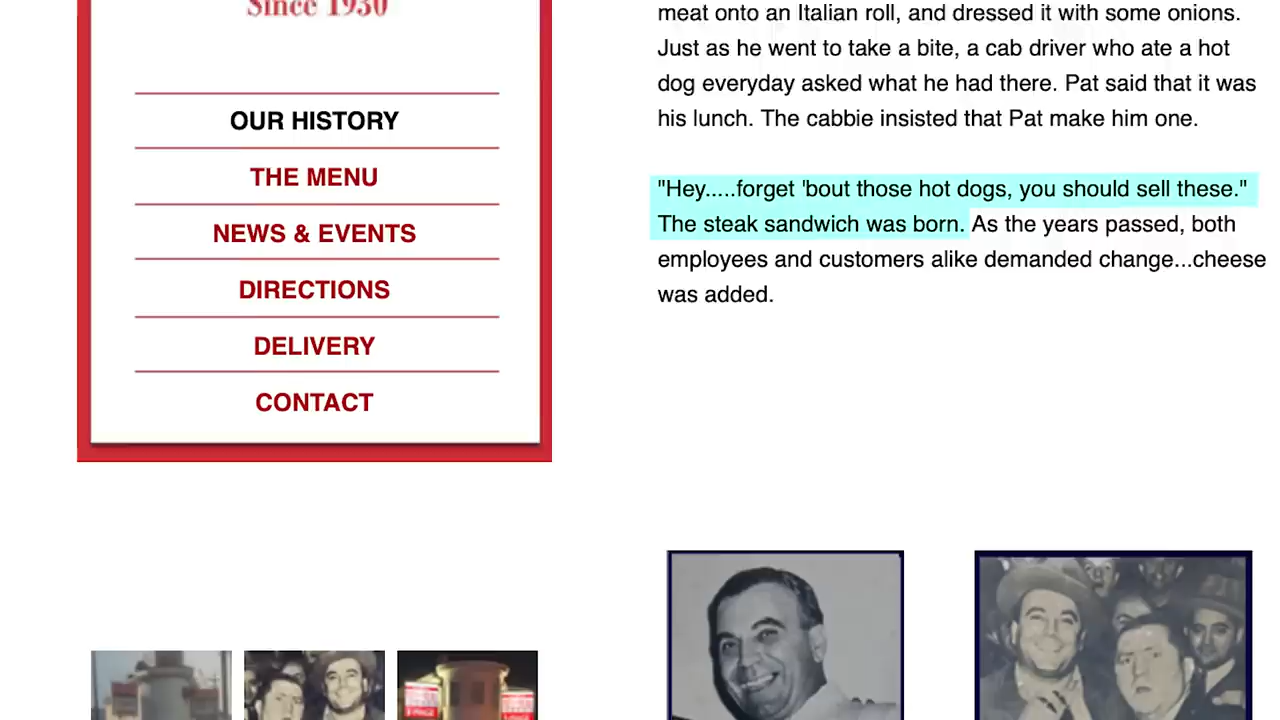 Since 1930
OUR HISTORY
THE MENU
NEWS & EVENTS
DIRECTIONS
DELIVERY
CONTACT
meat onto an Italian roll, and dressed it with some onions.
Just as he went to take a bite, a cab driver who ate a hot
dog everyday asked what he had there. Pat said that it was
his lunch. The cabbie insisted that Pat make him one.
"Hey.....forget 'bout those hot dogs, you should sell these."
The steak sandwich was born. As the years passed, both
employees and customers alike demanded change...cheese
was added.